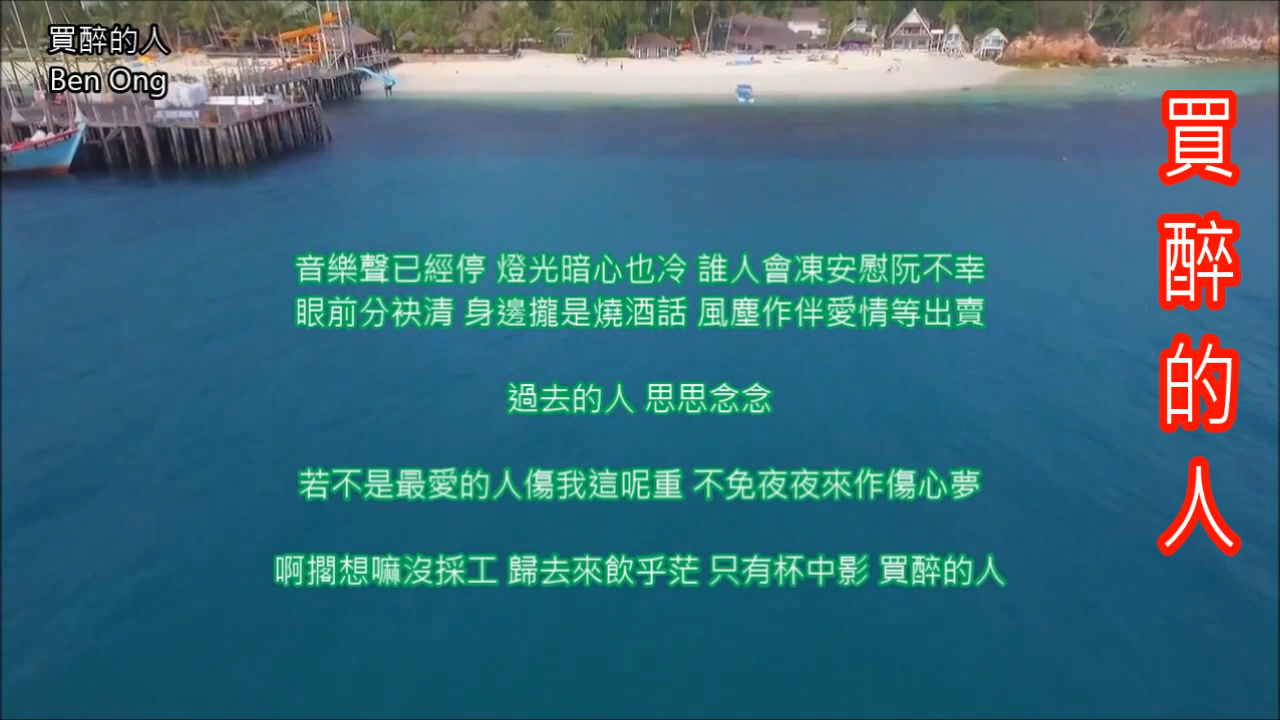 買醉的人
Ben Ong
買醉的人
音樂聲已經停 燈光暗心也冷 誰人會凍安慰阮不幸
眼前分袂清 身邊攏是燒酒話 風塵作伴愛情等出賣
過去的人 思思念念
若不是最愛的人傷我這呢重 不免夜夜來作傷心夢
啊擱想嘛沒採工 歸去來飲乎茫 只有杯中影 買醉的人